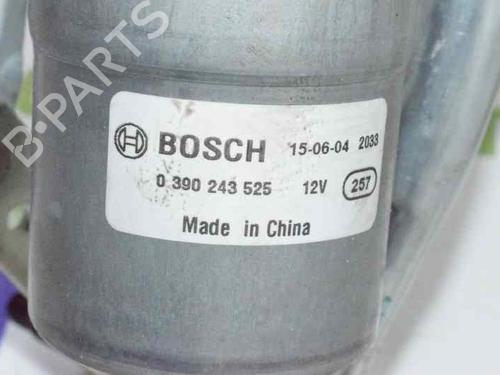 B-PARTS
BOSCH 15-06-04 2033
0 390 243 525 12V 257
Made in China